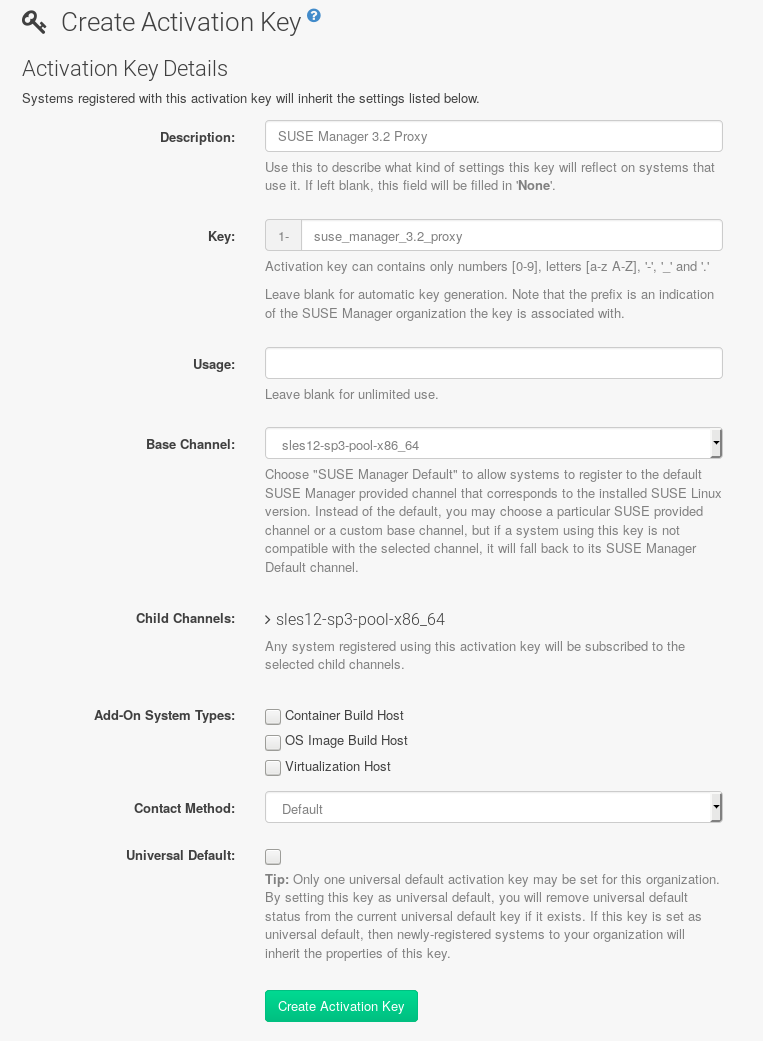 Create Activation Key ?
Activation Key Details
Systems registered with this activation key will inherit the settings listed below.
Description: SUSE Manager 3.2 Proxy
Use this to describe what kind of settings this key will reflect on systems that
use it. If left blank, this field will be filled in 'None'.
Key: 1- suse_manager_3.2_proxy
Activation key can contains only numbers [0-9], letters [a-z A-Z], '-', '_' and '.'
Leave blank for automatic key generation. Note that the prefix is an indication
of the SUSE Manager organization the key is associated with.
Usage:
Leave blank for unlimited use.
Base Channel: sles12-sp3-pool-x86_64
Choose "SUSE Manager Default" to allow systems to register to the default
SUSE Manager provided channel that corresponds to the installed SUSE Linux
version. Instead of the default, you may choose a particular SUSE provided
channel or a custom base channel, but if a system using this key is not
compatible with the selected channel, it will fall back to its SUSE Manager
Default channel.
Child Channels: > sles12-sp3-pool-x86_64
Any system registered using this activation key will be subscribed to the
selected child channels.
Add-On System Types: Container Build Host
OS Image Build Host
Virtualization Host
Contact Method: Default
Universal Default:
Tip: Only one universal default activation key may be set for this organization.
By setting this key as universal default, you will remove universal default
status from the current universal default key if it exists. If this key is set as
universal default, then newly-registered systems to your organization will
inherit the properties of this key.
Create Activation Key